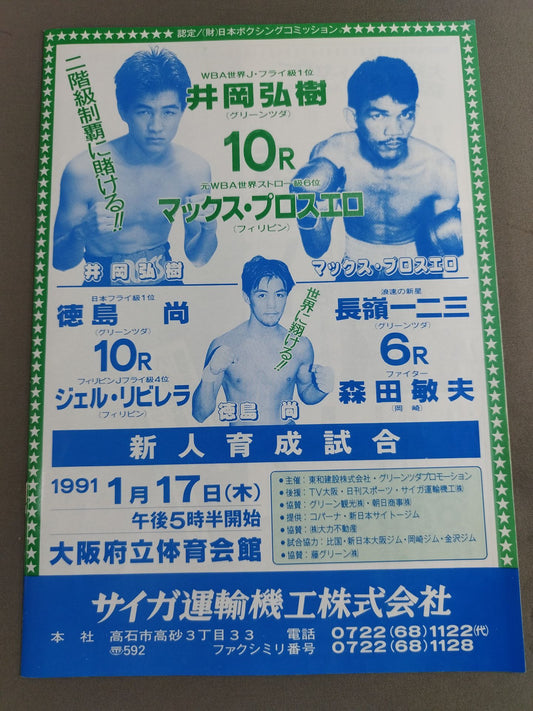 認定/(財)日本ボクシングコミッション
二階級制覇に賭ける!!
WBA世界J・フライ級1位
井岡弘樹
(グリーンツダ)
10R
元WBA世界ストロー級6位
マックス・プロスエロ
(フィリピン)
井岡弘樹
マックス・プロスエロ
日本フライ級1位
徳島 尚
(グリーンツダ)
10R
フィリピンJフライ級4位
ジェル・リビレラ
(フィリピン)
世界に翔ける!!
徳島 尚
浪速の新星
長嶺一二三
(グリーンツダ)
6R
ファイター
森田敏夫
(岡崎)
新人育成試合
1991 1月17日(木)
午後5時半開始
大阪府立体育会館
●主催:東和建設株式会社・グリーンツダプロモーション
●後援:TV大阪・日刊スポーツ・サイガ運輸機工㈱
●協賛:グリーン観光㈱・朝日商事㈱
●提供:コパーナ・新日本サイトージム
●協賛:㈱大力不動産
●試合協力:比国・新日本大阪ジム・岡崎ジム・金沢ジム
●協賛:藤グリーン㈱
サイガ運輸機工株式会社
本社 高石市高砂3丁目33 電話 0722(68)1122(代)
〒592 ファクシミリ番号 0722(68)1128